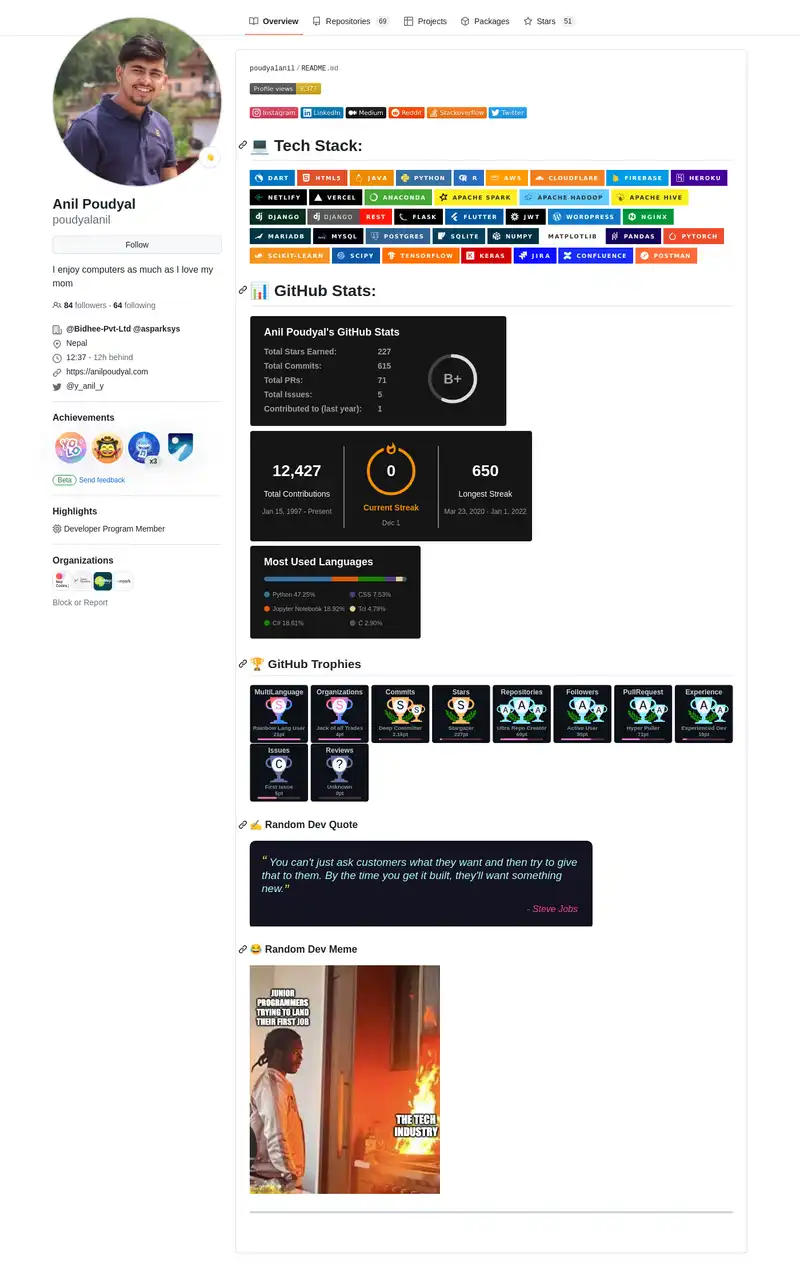 Overview Repositories 69 Projects Packages Stars 51
Anil Poudyal
poudyalanil
Follow
I enjoy computers as much as I love my
mom
84 followers · 64 following
@Bidhee-Pvt-Ltd @asparksys
Nepal
12:37 - 12h behind
https://anilpoudyal.com
@y_anil_y
Achievements
YOLO
x3
Beta Send feedback
Highlights
Developer Program Member
Organizations
Block or Report
poudyalanil / README.md
Profile views
Instagram LinkedIn Medium Reddit Stackoverflow Twitter
💻 Tech Stack:
DART HTML5 JAVA PYTHON R AWS CLOUDFLARE FIREBASE HEROKU
NETLIFY VERCEL ANACONDA APACHE SPARK APACHE HADOOP APACHE HIVE
DJANGO DJANGO REST FLASK FLUTTER JWT WORDPRESS NGINX
MARIADB MYSQL POSTGRES SQLITE NUMPY MATPLOTLIB PANDAS PYTORCH
SCIKIT-LEARN SCIPY TENSORFLOW KERAS JIRA CONFLUENCE POSTMAN
📊 GitHub Stats:
Anil Poudyal's GitHub Stats
Total Stars Earned: 227
Total Commits: 615
Total PRs: 71
Total Issues: 5
Contributed to (last year): 1
B+
12,427
Total Contributions
Jan 15, 1997 - Present
0
Current Streak
Dec 1
650
Longest Streak
Mar 23, 2020 - Jan 1, 2022
Most Used Languages
Python 47.25% CSS 7.53%
Jupyter Notebook 18.92% Tcl 4.79%
C# 18.61% C 2.90%
🏆 GitHub Trophies
MultiLanguage Organizations Commits Stars Repositories Followers PullRequest Experience
S S S S S A A A A A A A A A A A
Rainbow Lang User Jack of all Trades Deep Committer Stargazer Ultra Repo Creator Active User Hyper Puller Experienced Dev
21pt 4pt 2.1kpt 227pt 69pt 95pt 71pt 19pt
Issues Reviews
C ?
First Issue Unknown
5pt 0pt
✍️ Random Dev Quote
“ You can't just ask customers what they want and then try to give
that to them. By the time you get it built, they'll want something
new.”
- Steve Jobs
😂 Random Dev Meme
JUNIOR
PROGRAMMERS
TRYING TO LAND
THEIR FIRST JOB
THE TECH
INDUSTRY